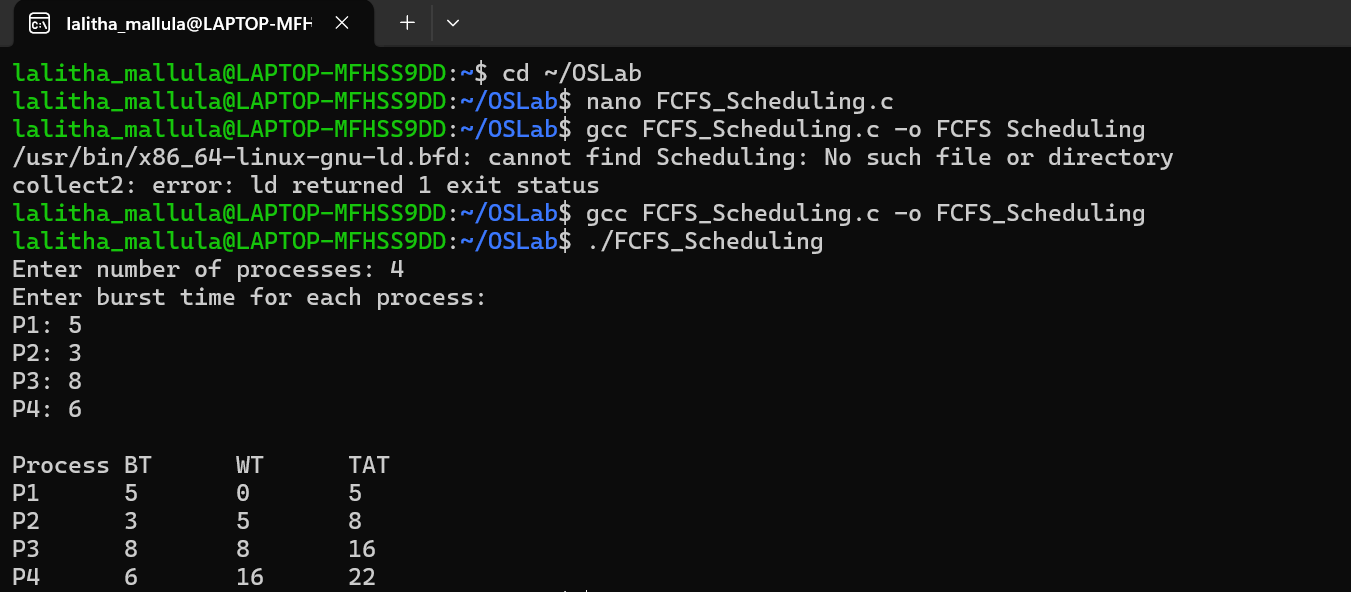 lalitha_mallula@LAPTOP-MFH
lalitha_mallula@LAPTOP-MFHSS9DD:~$ cd ~/OSLab
lalitha_mallula@LAPTOP-MFHSS9DD:~/OSLab$ nano FCFS_Scheduling.c
lalitha_mallula@LAPTOP-MFHSS9DD:~/OSLab$ gcc FCFS_Scheduling.c -o FCFS Scheduling
/usr/bin/x86_64-linux-gnu-ld.bfd: cannot find Scheduling: No such file or directory
collect2: error: ld returned 1 exit status
lalitha_mallula@LAPTOP-MFHSS9DD:~/OSLab$ gcc FCFS_Scheduling.c -o FCFS_Scheduling
lalitha_mallula@LAPTOP-MFHSS9DD:~/OSLab$ ./FCFS_Scheduling
Enter number of processes: 4
Enter burst time for each process:
P1: 5
P2: 3
P3: 8
P4: 6
Process BT WT TAT
P1 5 0 5
P2 3 5 8
P3 8 8 16
P4 6 16 22